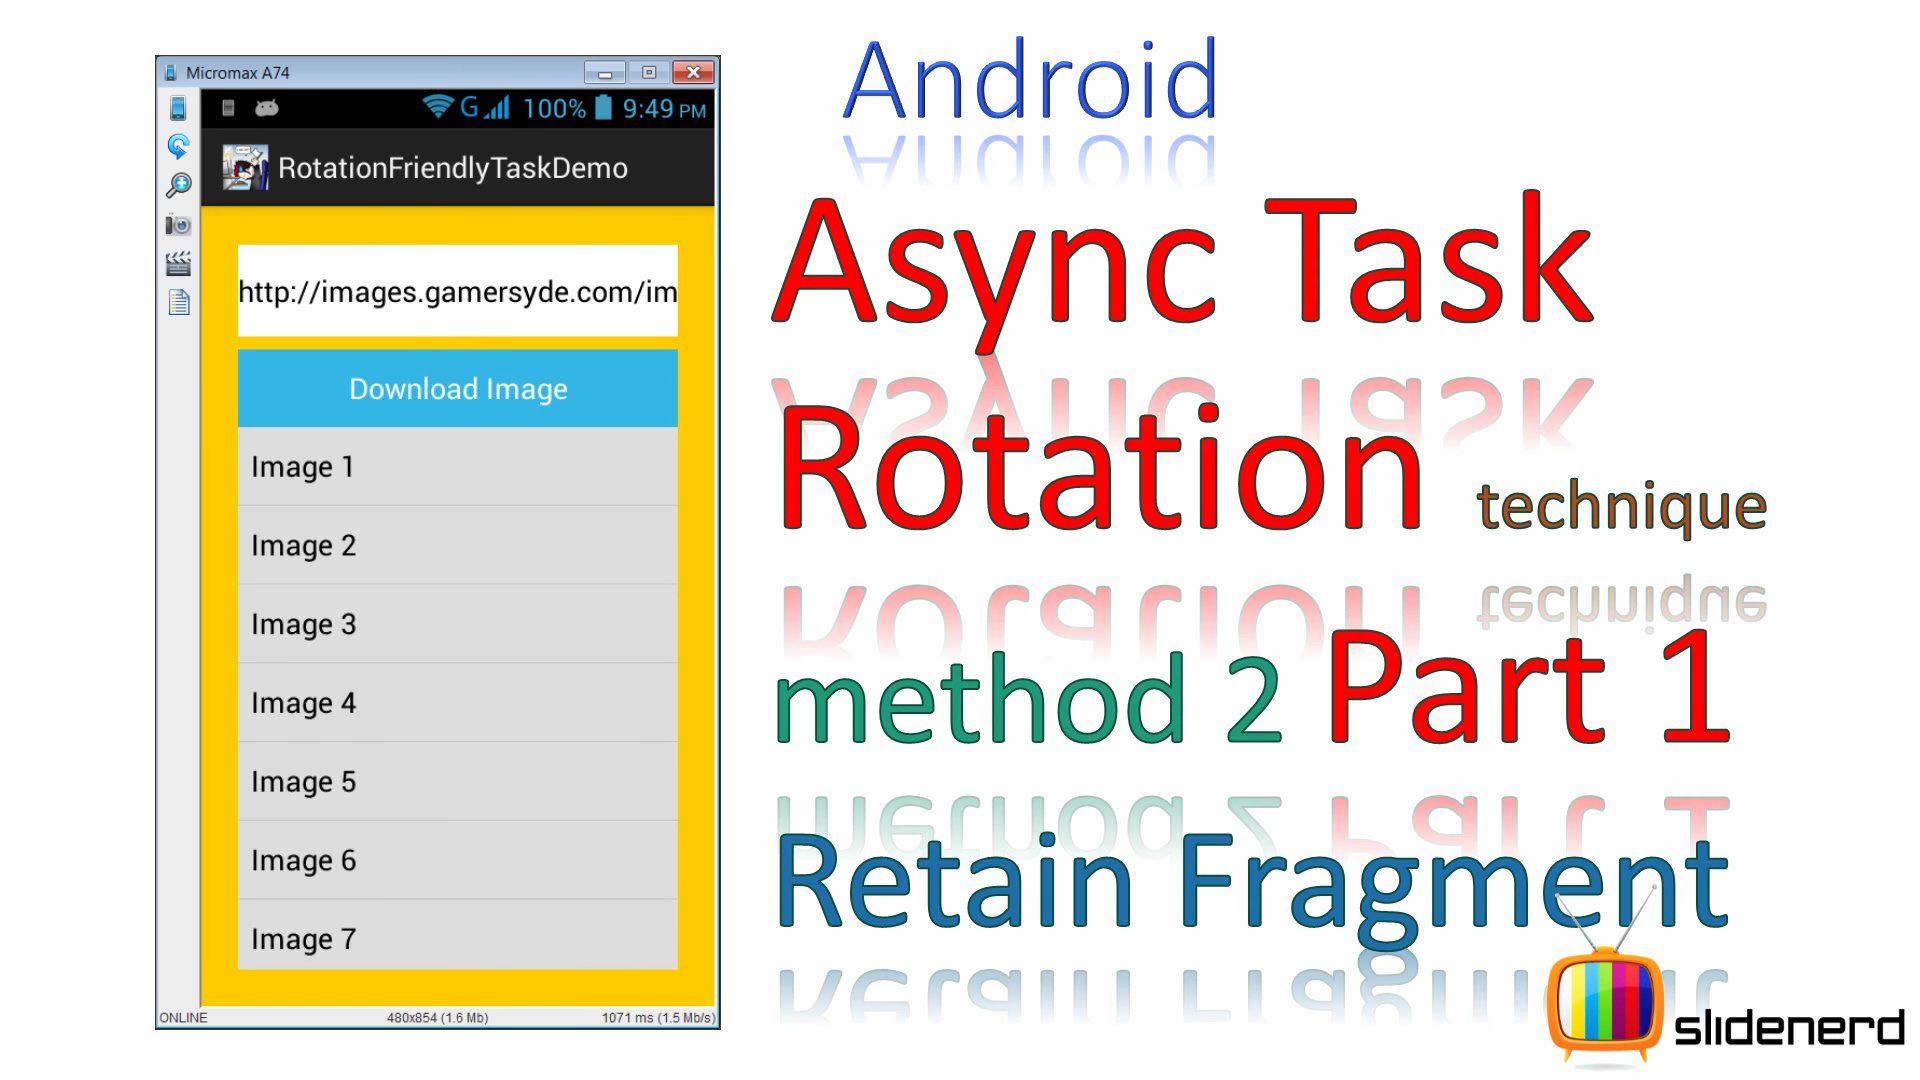 Micromax A74
G 100% 9:49 PM
RotationFriendlyTaskDemo
http://images.gamersyde.com/im
Download Image
Image 1
Image 2
Image 3
Image 4
Image 5
Image 6
Image 7
ONLINE 480x854 (1.6 Mb) 1071 ms (1.5 Mb/s)
Android
Async Task
Rotation technique
method 2 Part 1
Retain Fragment
slidenerd